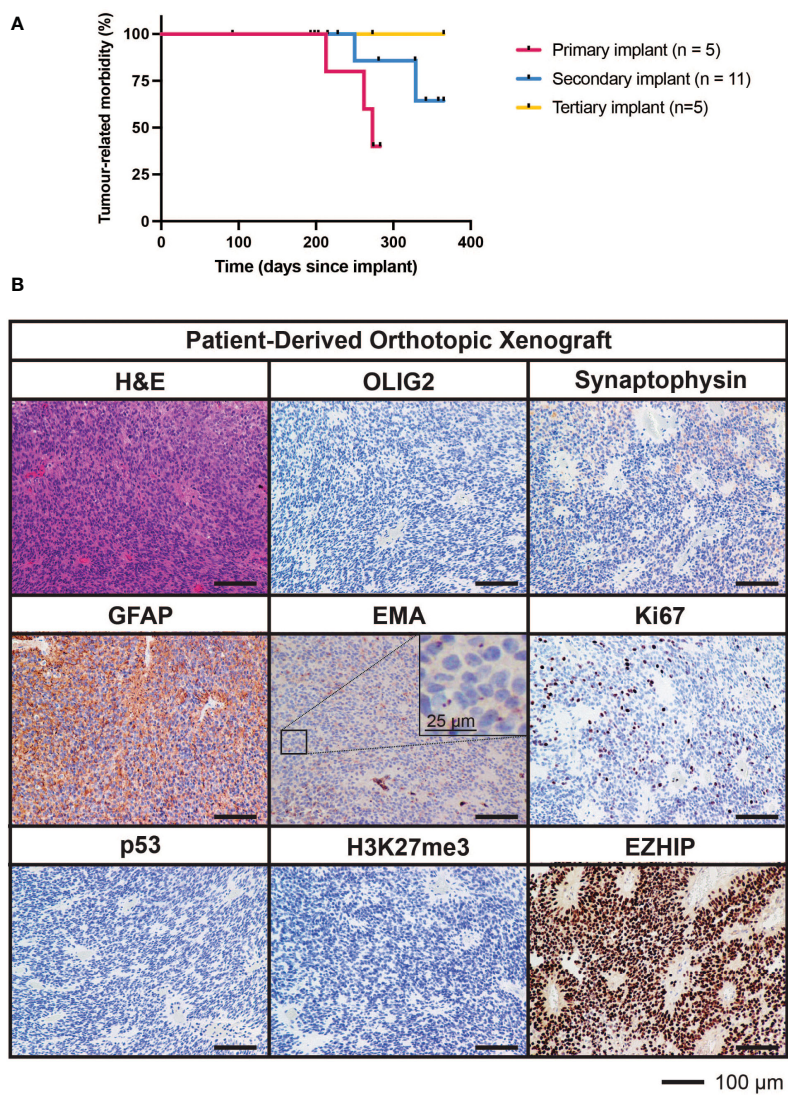 A
Tumour-related morbidity (%)
100
75
50
25
0
0 100 200 300 400
Time (days since implant)
Primary implant (n = 5)
Secondary implant (n = 11)
Tertiary implant (n=5)
B
Patient-Derived Orthotopic Xenograft
H&E OLIG2 Synaptophysin
GFAP EMA Ki67
25 µm
p53 H3K27me3 EZHIP
100 µm